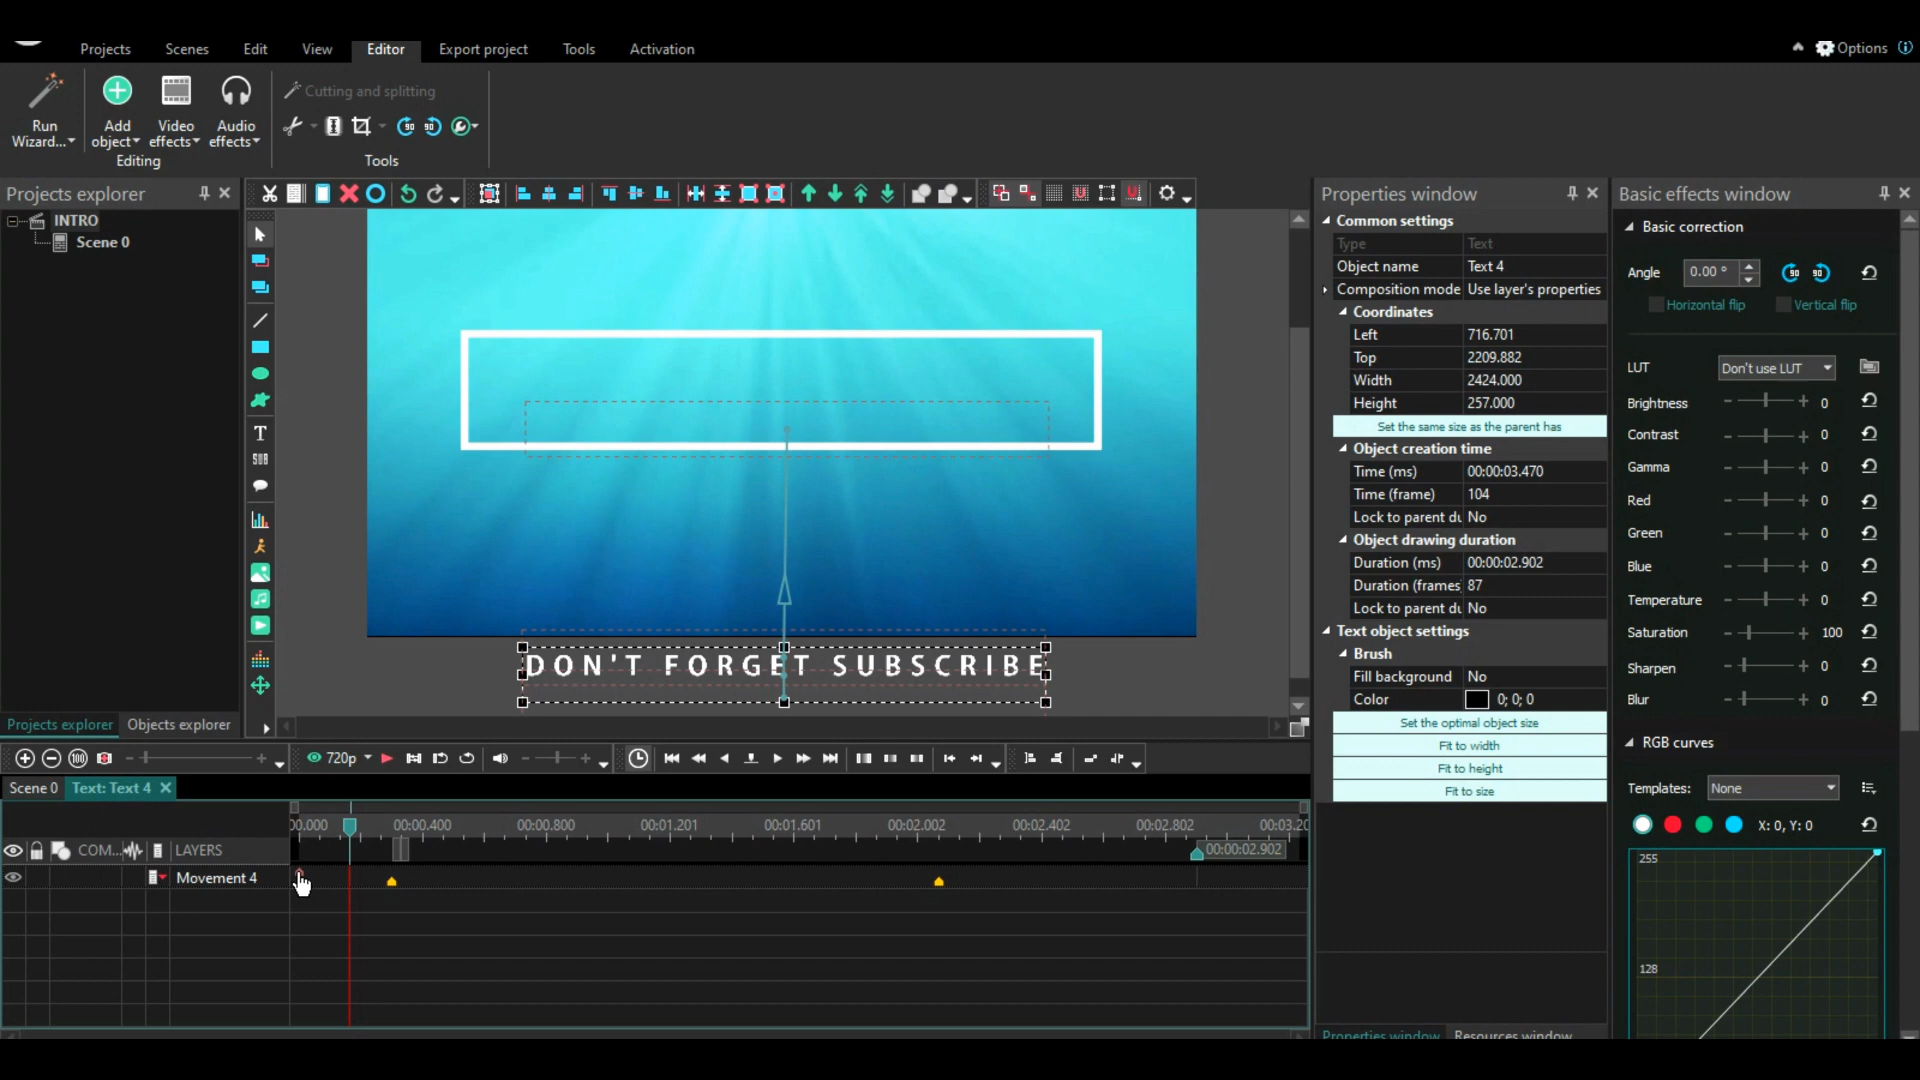 Projects Scenes Edit View Editor Export project Tools Activation Options
Cutting and splitting
Run Wizard...
Add object
Video effects
Audio effects
Editing
Tools
Projects explorer
INTRO
Scene 0
Projects explorer Objects explorer
T
SUB
DON'T FORGET SUBSCRIBE
Properties window
Common settings
Type Text
Object name Text 4
Composition mode Use layer's properties
Coordinates
Left 716.701
Top 2209.882
Width 2424.000
Height 257.000
Set the same size as the parent has
Object creation time
Time (ms) 00:00:03.470
Time (frame) 104
Lock to parent du No
Object drawing duration
Duration (ms) 00:00:02.902
Duration (frames) 87
Lock to parent du No
Text object settings
Brush
Fill background No
Color 0; 0; 0
Set the optimal object size
Fit to width
Fit to height
Fit to size
Properties window Resources window
Basic effects window
Basic correction
Angle 0.00 ° 90 90
Horizontal flip Vertical flip
LUT Don't use LUT
Brightness 0
Contrast 0
Gamma 0
Red 0
Green 0
Blue 0
Temperature 0
Saturation 100
Sharpen 0
Blur 0
RGB curves
Templates: None
X: 0, Y: 0
255
128
720p
Scene 0 Text: Text 4
00.000 00:00.400 00:00.800 00:01.201 00:01.601 00:02.002 00:02.402 00:02.802 00:03.20
COM... LAYERS 00:00:02.902
Movement 4